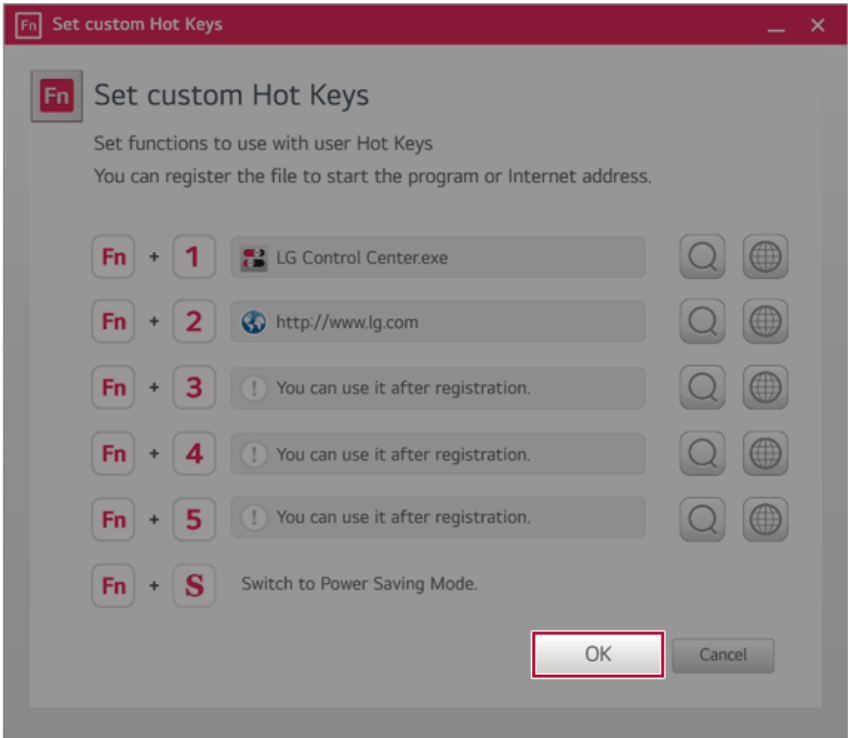 Fn Set custom Hot Keys
Fn Set custom Hot Keys
Set functions to use with user Hot Keys
You can register the file to start the program or Internet address.
Fn + 1 LG Control Center.exe
Fn + 2 http://www.lg.com
Fn + 3 ! You can use it after registration.
Fn + 4 ! You can use it after registration.
Fn + 5 ! You can use it after registration.
Fn + S Switch to Power Saving Mode.
OK Cancel